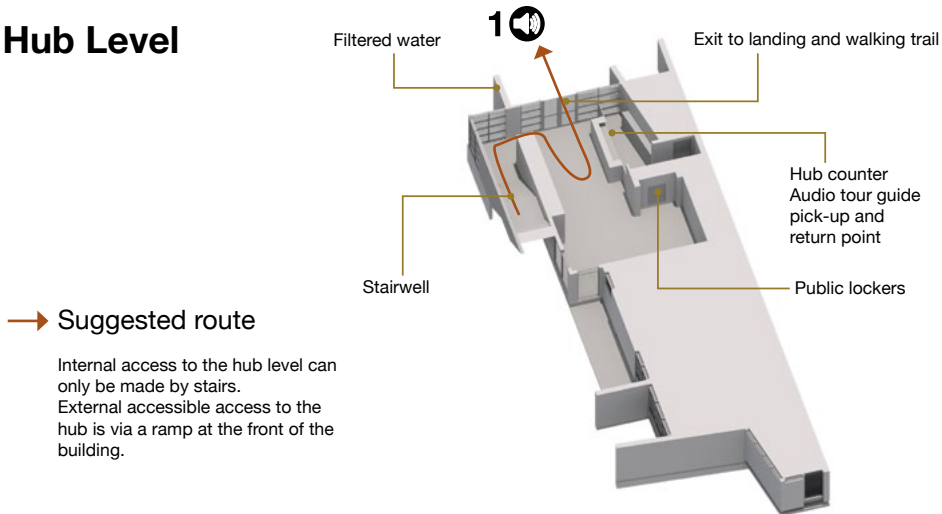 Hub Level
Filtered water
1
Exit to landing and walking trail
Hub counter
Audio tour guide
pick-up and
return point
Stairwell
Public lockers
Suggested route
Internal access to the hub level can
only be made by stairs.
External accessible access to the
hub is via a ramp at the front of the
building.